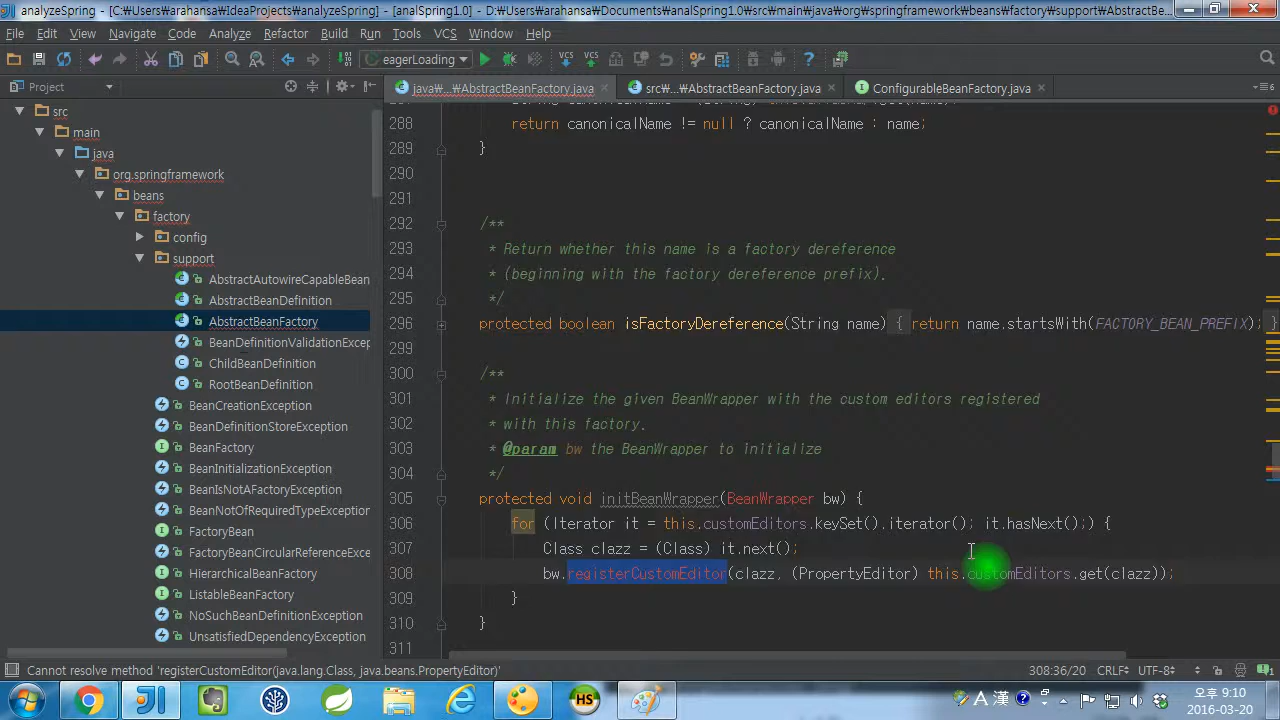 analyzeSpring - [C:₩Users₩arahansa₩IdeaProjects₩analyzeSpring] - [analSpring1.0] - D:₩Users₩arahansa₩Documents₩analSpring1.0₩src₩main₩java₩org₩springframework₩beans₩factory₩support₩AbstractBe...
File Edit View Navigate Code Analyze Refactor Build Run Tools VCS Window Help
eagerLoading VCS VCS
Project java₩...₩AbstractBeanFactory.java src₩...₩AbstractBeanFactory.java ConfigurableBeanFactory.java
src
main
java
org.springframework
beans
factory
config
support
AbstractAutowireCapableBean
AbstractBeanDefinition
AbstractBeanFactory
BeanDefinitionValidationExcep
ChildBeanDefinition
RootBeanDefinition
BeanCreationException
BeanDefinitionStoreException
BeanFactory
BeanInitializationException
BeanIsNotAFactoryException
BeanNotOfRequiredTypeException
FactoryBean
FactoryBeanCircularReferenceExce
HierarchicalBeanFactory
ListableBeanFactory
NoSuchBeanDefinitionException
UnsatisfiedDependencyException
288 return canonicalName != null ? canonicalName : name;
289 }
290
291
292 /**
293 * Return whether this name is a factory dereference
294 * (beginning with the factory dereference prefix).
295 */
296 protected boolean isFactoryDereference(String name) { return name.startsWith(FACTORY_BEAN_PREFIX); }
299
300 /**
301 * Initialize the given BeanWrapper with the custom editors registered
302 * with this factory.
303 * @param bw the BeanWrapper to initialize
304 */
305 protected void initBeanWrapper(BeanWrapper bw) {
306 for (Iterator it = this.customEditors.keySet().iterator(); it.hasNext();) {
307 Class clazz = (Class) it.next();
308 bw.registerCustomEditor(clazz, (PropertyEditor) this.customEditors.get(clazz));
309 }
310 }
311
Cannot resolve method 'registerCustomEditor(java.lang.Class, java.beans.PropertyEditor)' 308:36/20 CRLF÷ UTF-8÷
HS A 漢 오후 9:10
2016-03-20